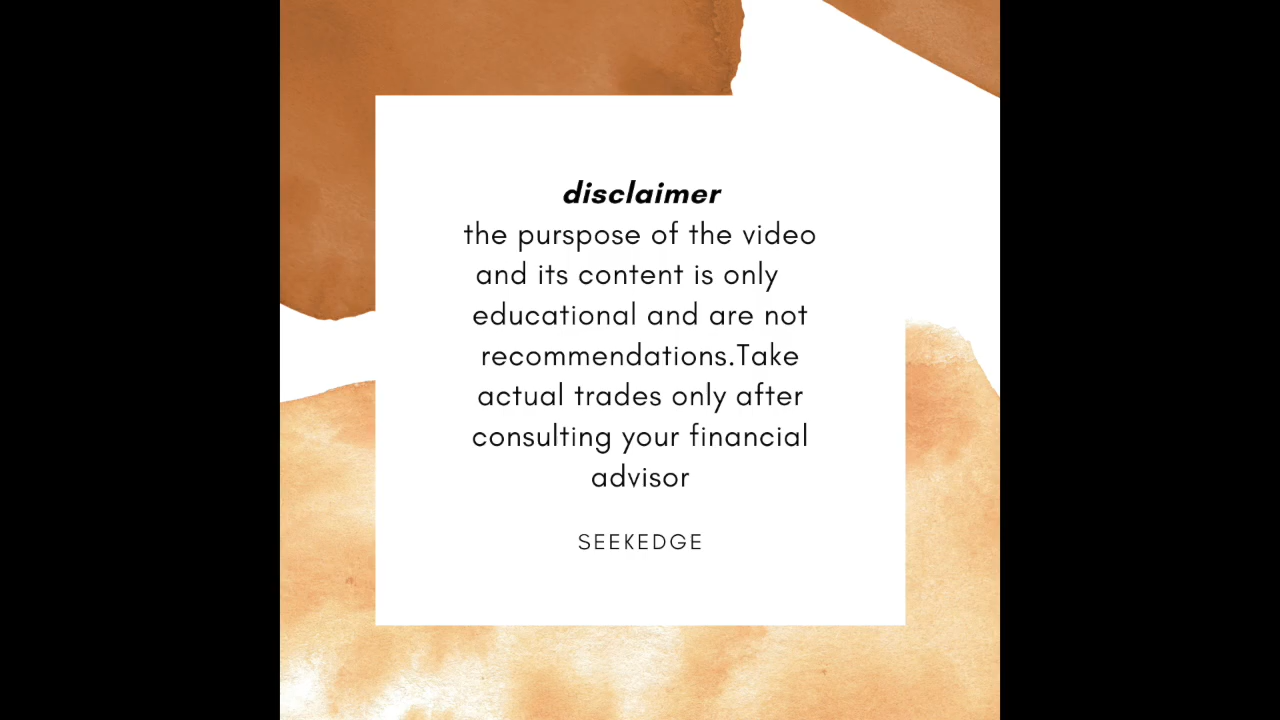 disclaimer
the purspose of the video
and its content is only
educational and are not
recommendations.Take
actual trades only after
consulting your financial
advisor
SEEKEDGE